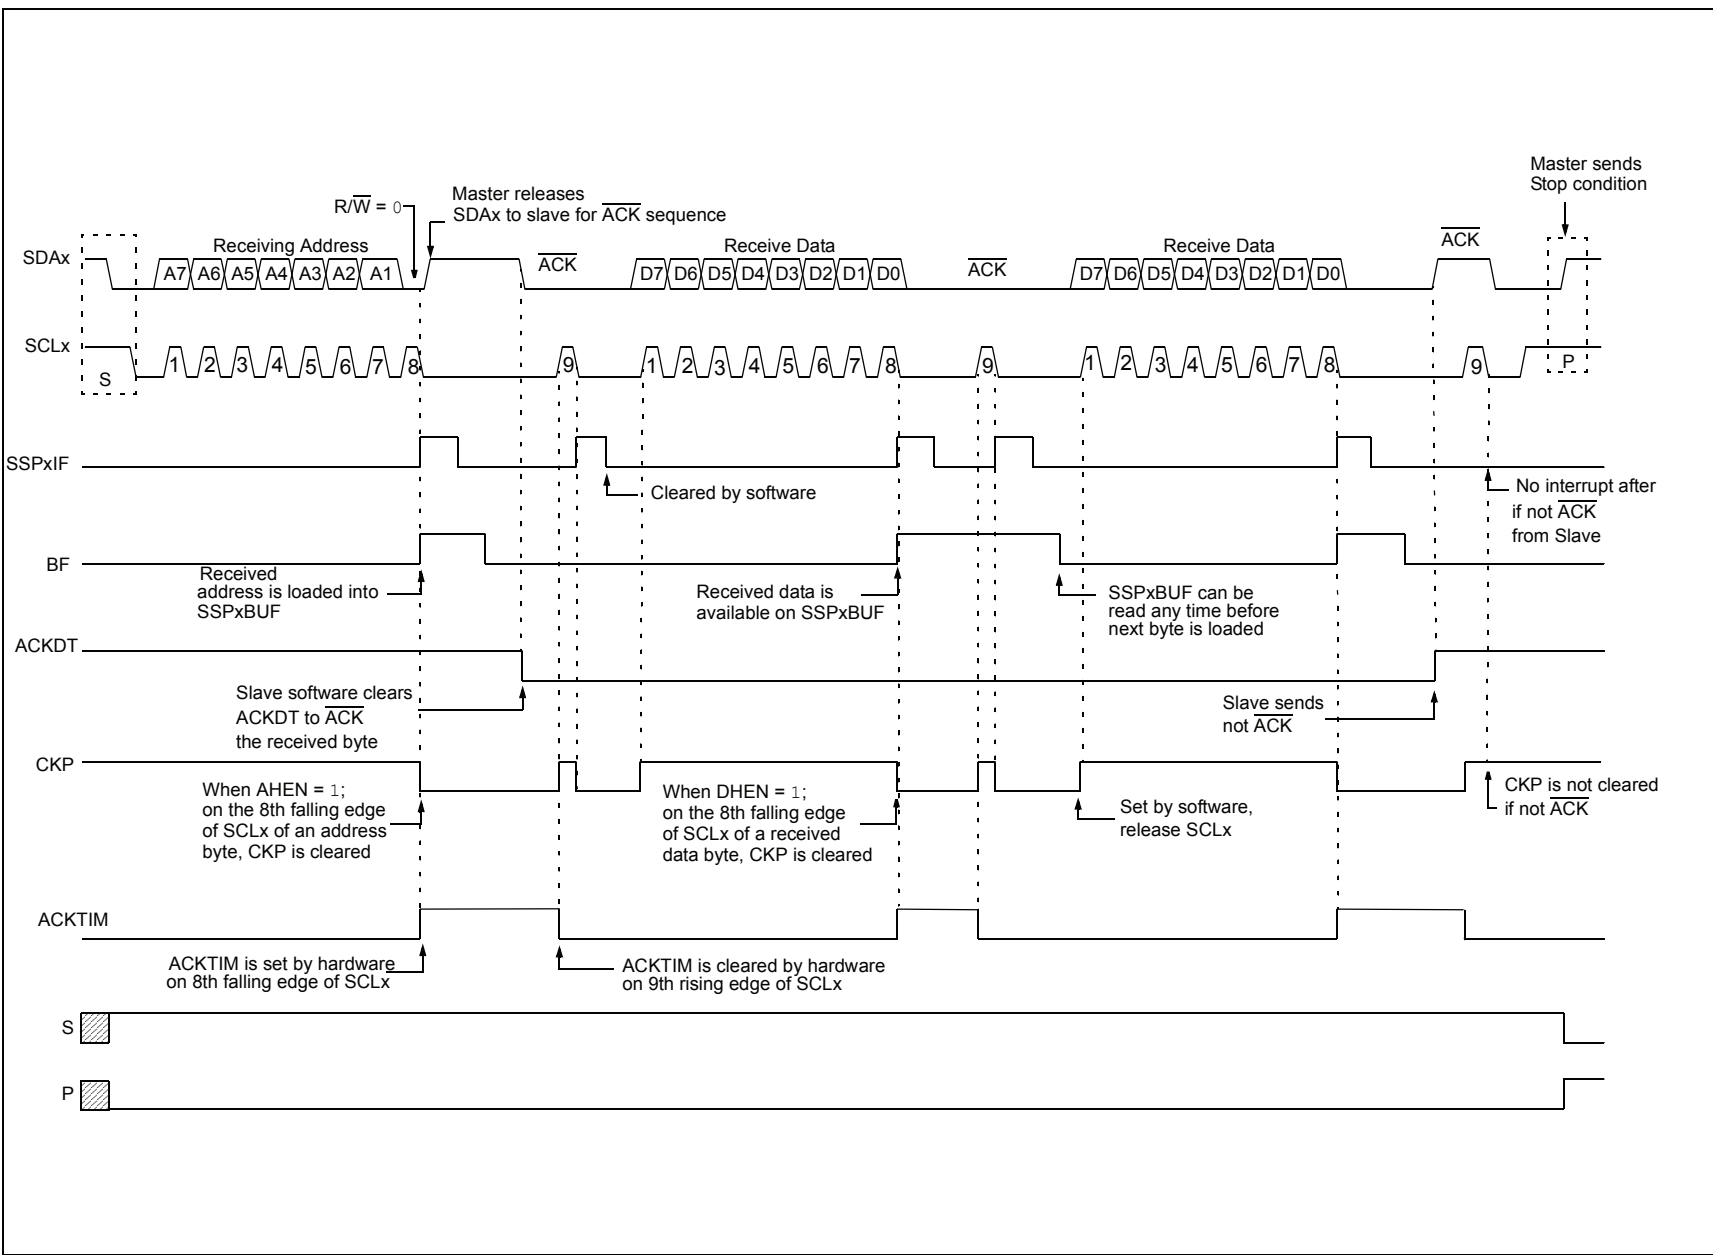 Master sends
Stop condition
R/W̅ = 0
Master releases
SDAx to slave for A̅C̅K̅ sequence
SDAx
Receiving Address
A̅C̅K̅
Receive Data
A̅C̅K̅
Receive Data
A̅C̅K̅
A7 A6 A5 A4 A3 A2 A1
D7 D6 D5 D4 D3 D2 D1 D0
D7 D6 D5 D4 D3 D2 D1 D0
SCLx
S
1 2 3 4 5 6 7 8 9
1 2 3 4 5 6 7 8 9
1 2 3 4 5 6 7 8 9
P
SSPxIF
Cleared by software
No interrupt after
if not A̅C̅K̅
from Slave
BF
Received
address is loaded into
SSPxBUF
Received data is
available on SSPxBUF
SSPxBUF can be
read any time before
next byte is loaded
ACKDT
Slave software clears
ACKDT to A̅C̅K̅
the received byte
Slave sends
not A̅C̅K̅
CKP
When AHEN = 1;
on the 8th falling edge
of SCLx of an address
byte, CKP is cleared
When DHEN = 1;
on the 8th falling edge
of SCLx of a received
data byte, CKP is cleared
Set by software,
release SCLx
CKP is not cleared
if not A̅C̅K̅
ACKTIM
ACKTIM is set by hardware
on 8th falling edge of SCLx
ACKTIM is cleared by hardware
on 9th rising edge of SCLx
S
P